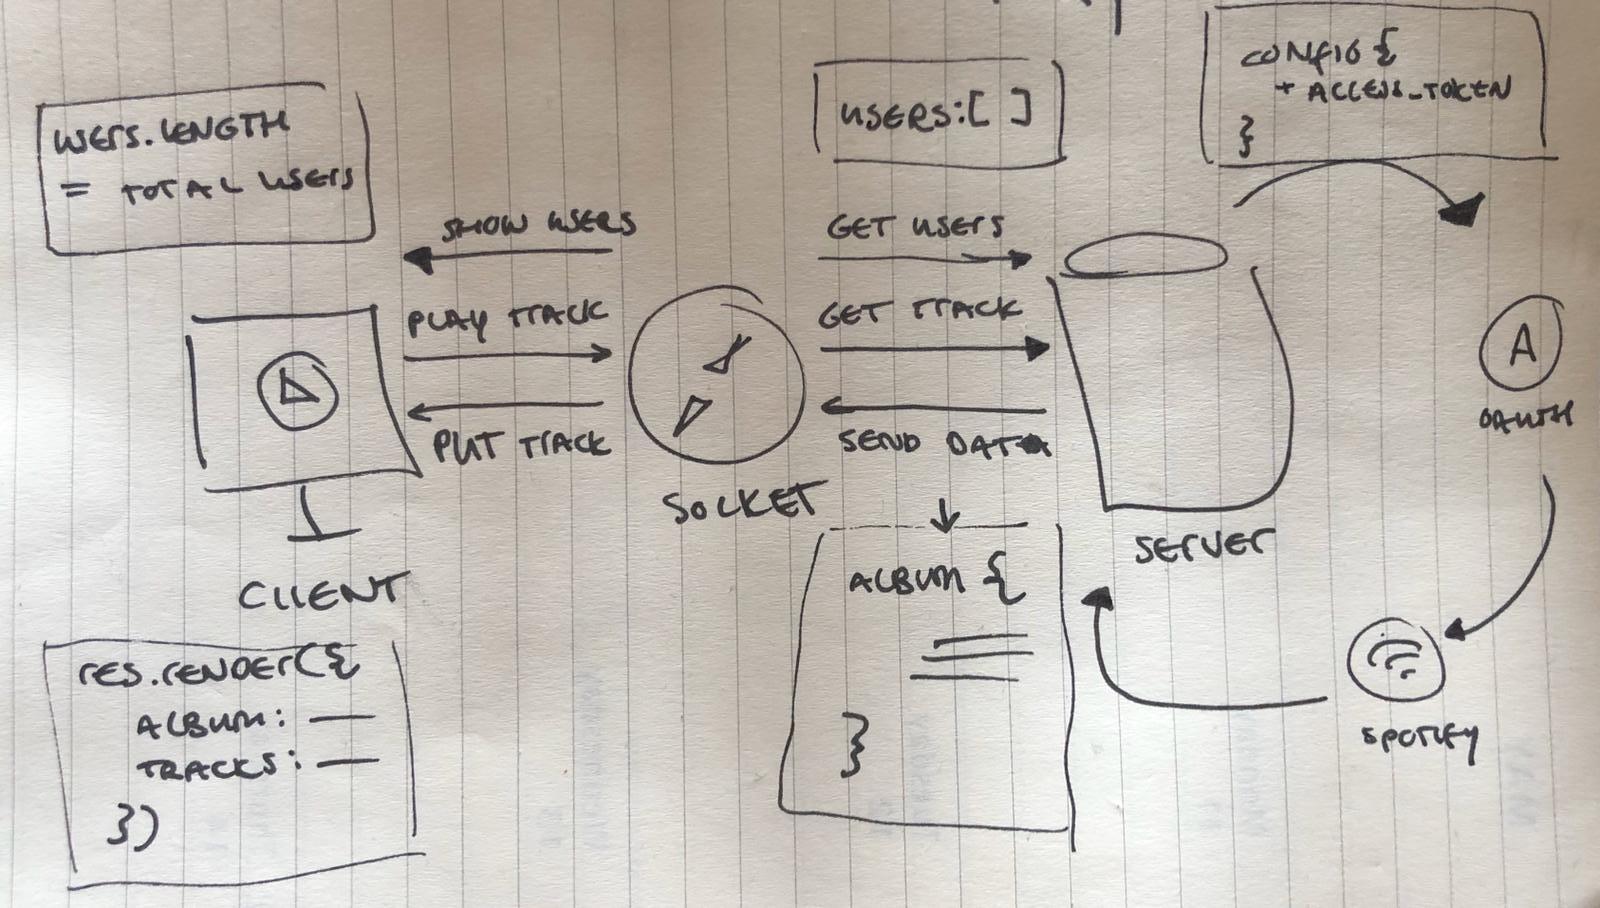 USERS.LENGTH
= TOTAL USERS
USERS:[ ]
CONFIG {
+ ACCESS_TOKEN
}
SHOW USERS
PLAY TRACK
PUT TRACK
GET USERS
GET TRACK
SEND DATA
CLIENT
SOCKET
SERVER
A
OAUTH
SPOTIFY
RES.RENDER({
ALBUM:
TRACKS:
})
ALBUM {
}